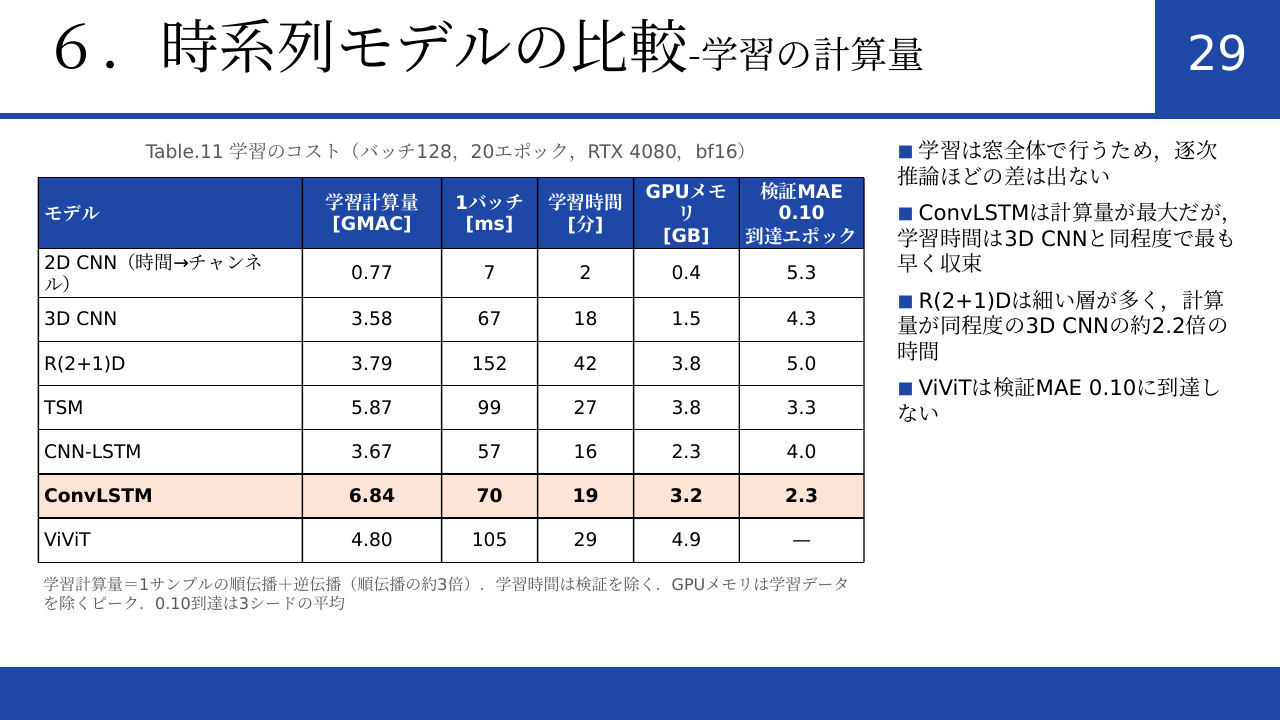 6．時系列モデルの比較-学習の計算量
29
Table.11 学習のコスト（バッチ128，20エポック，RTX 4080，bf16）
モデル
学習計算量
[GMAC]
1バッチ
[ms]
学習時間
[分]
GPUメモ
リ
[GB]
検証MAE
0.10
到達エポック
2D CNN（時間→チャンネ
ル）
0.77
7
2
0.4
5.3
3D CNN
3.58
67
18
1.5
4.3
R(2+1)D
3.79
152
42
3.8
5.0
TSM
5.87
99
27
3.8
3.3
CNN-LSTM
3.67
57
16
2.3
4.0
ConvLSTM
6.84
70
19
3.2
2.3
ViViT
4.80
105
29
4.9
—
学習計算量＝1サンプルの順伝播＋逆伝播（順伝播の約3倍）．学習時間は検証を除く．GPUメモリは学習データ
を除くピーク．0.10到達は3シードの平均
■ 学習は窓全体で行うため，逐次
推論ほどの差は出ない
■ ConvLSTMは計算量が最大だが，
学習時間は3D CNNと同程度で最も
早く収束
■ R(2+1)Dは細い層が多く，計算
量が同程度の3D CNNの約2.2倍の
時間
■ ViViTは検証MAE 0.10に到達し
ない